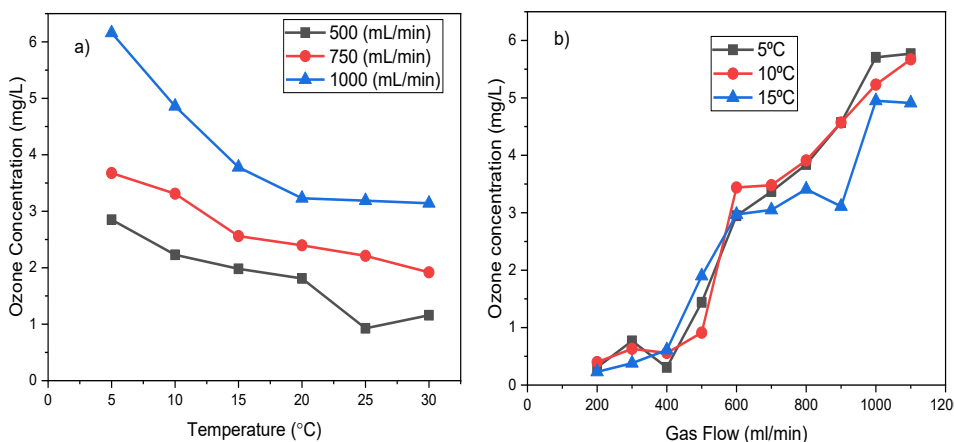 a)
500 (mL/min)
750 (mL/min)
1000 (mL/min)
Ozone Concentration (mg/L)
6
5
4
3
2
1
0
0 5 10 15 20 25 30
Temperature (°C)
b)
5ºC
10ºC
15ºC
Ozone concentration (mg/L)
6
5
4
3
2
1
0
0 200 400 600 800 1000 120
Gas Flow (ml/min)